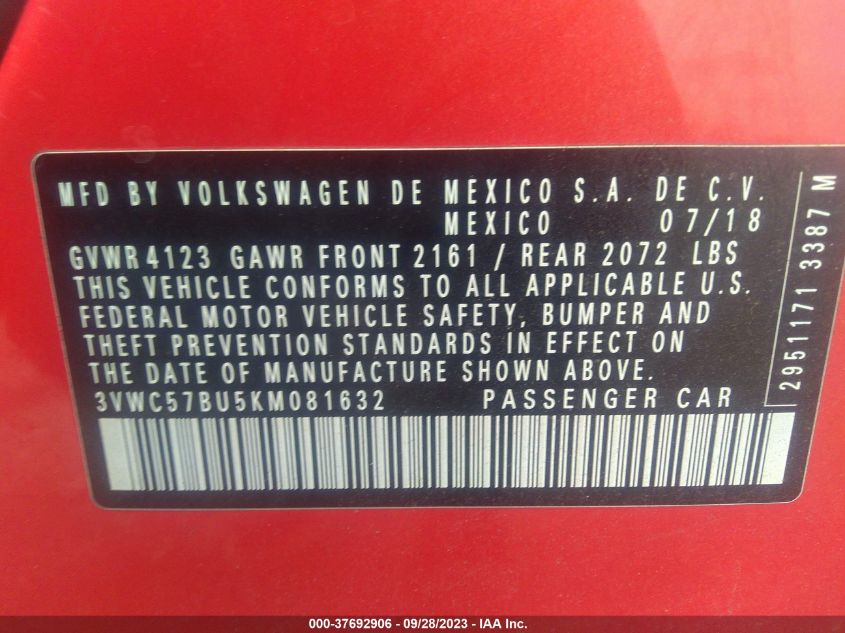 MFD BY VOLKSWAGEN DE MEXICO S.A. DE C.V.
MEXICO 07/18
GVWR 4123 GAWR FRONT 2161 / REAR 2072 LBS
THIS VEHICLE CONFORMS TO ALL APPLICABLE U.S.
FEDERAL MOTOR VEHICLE SAFETY, BUMPER AND
THEFT PREVENTION STANDARDS IN EFFECT ON
THE DATE OF MANUFACTURE SHOWN ABOVE.
3VWC57BU5KM081632 PASSENGER CAR
2951171 3387 M
000-37692906 - 09/28/2023 - IAA Inc.